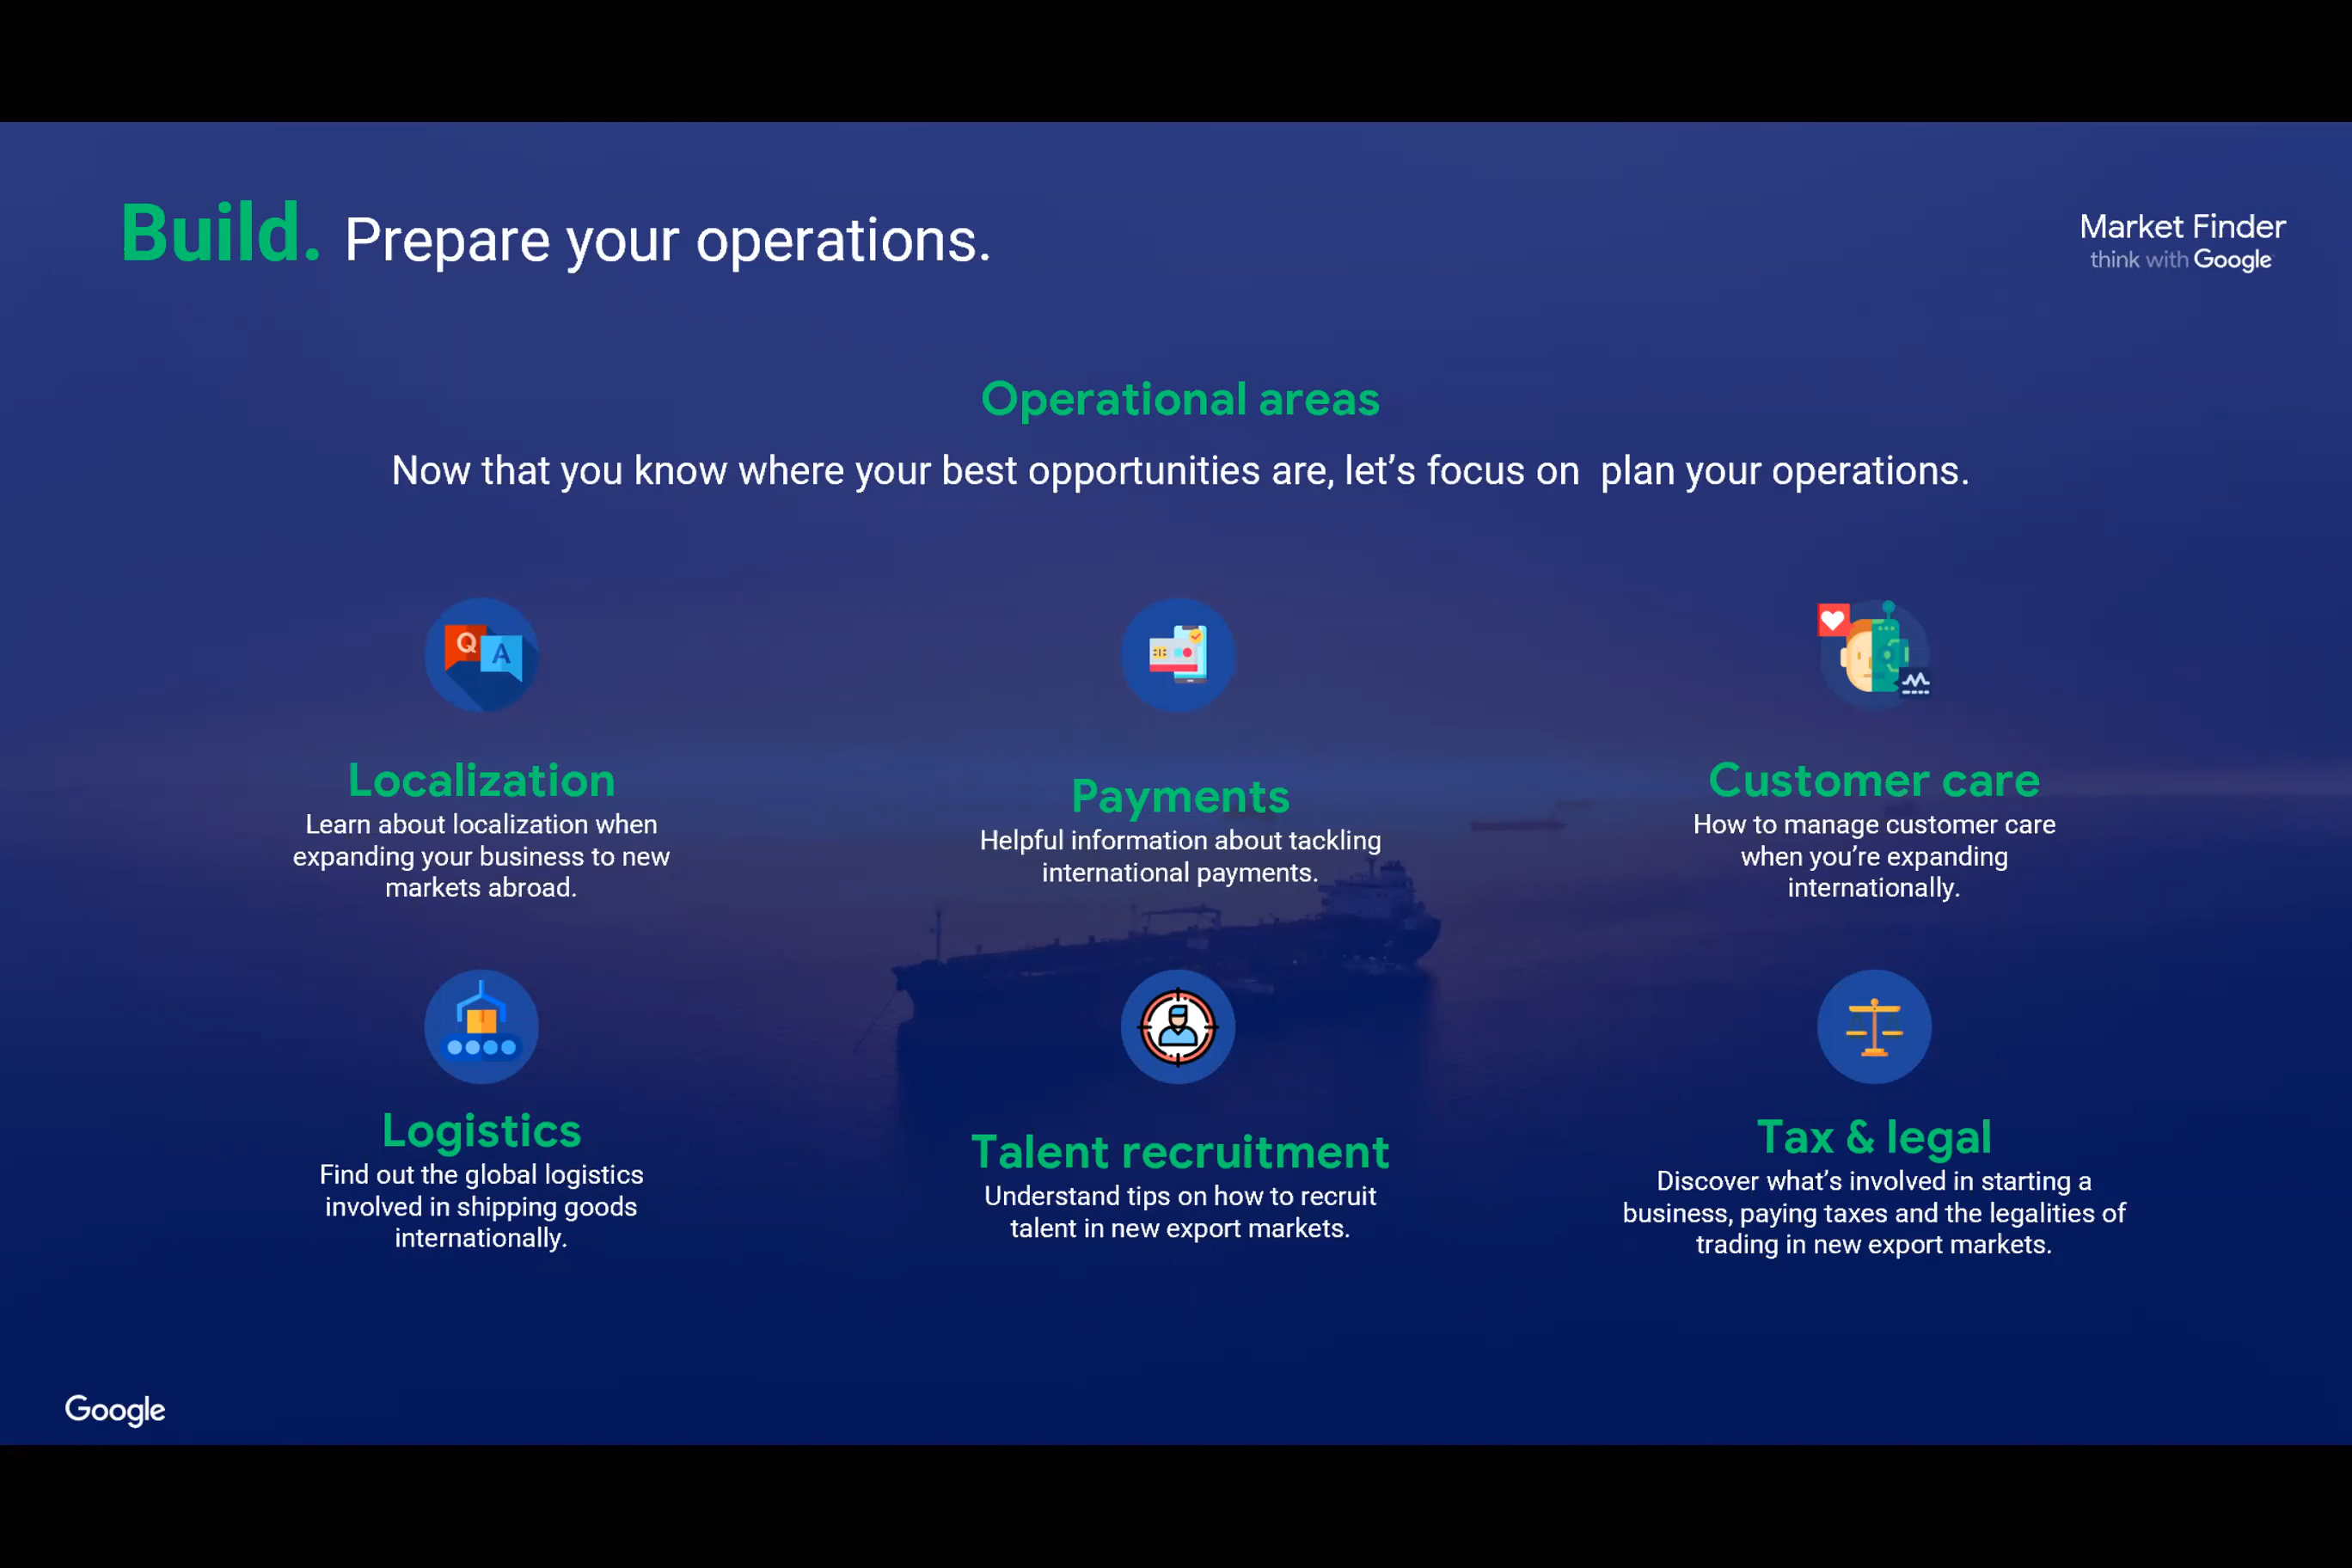 Build. Prepare your operations.
Market Finder
think with Google
Operational areas
Now that you know where your best opportunities are, let’s focus on  plan your operations.
Q A
Localization
Learn about localization when
expanding your business to new
markets abroad.
Payments
Helpful information about tackling
international payments.
Customer care
How to manage customer care
when you’re expanding
internationally.
Logistics
Find out the global logistics
involved in shipping goods
internationally.
Talent recruitment
Understand tips on how to recruit
talent in new export markets.
Tax & legal
Discover what’s involved in starting a
business, paying taxes and the legalities of
trading in new export markets.
Google